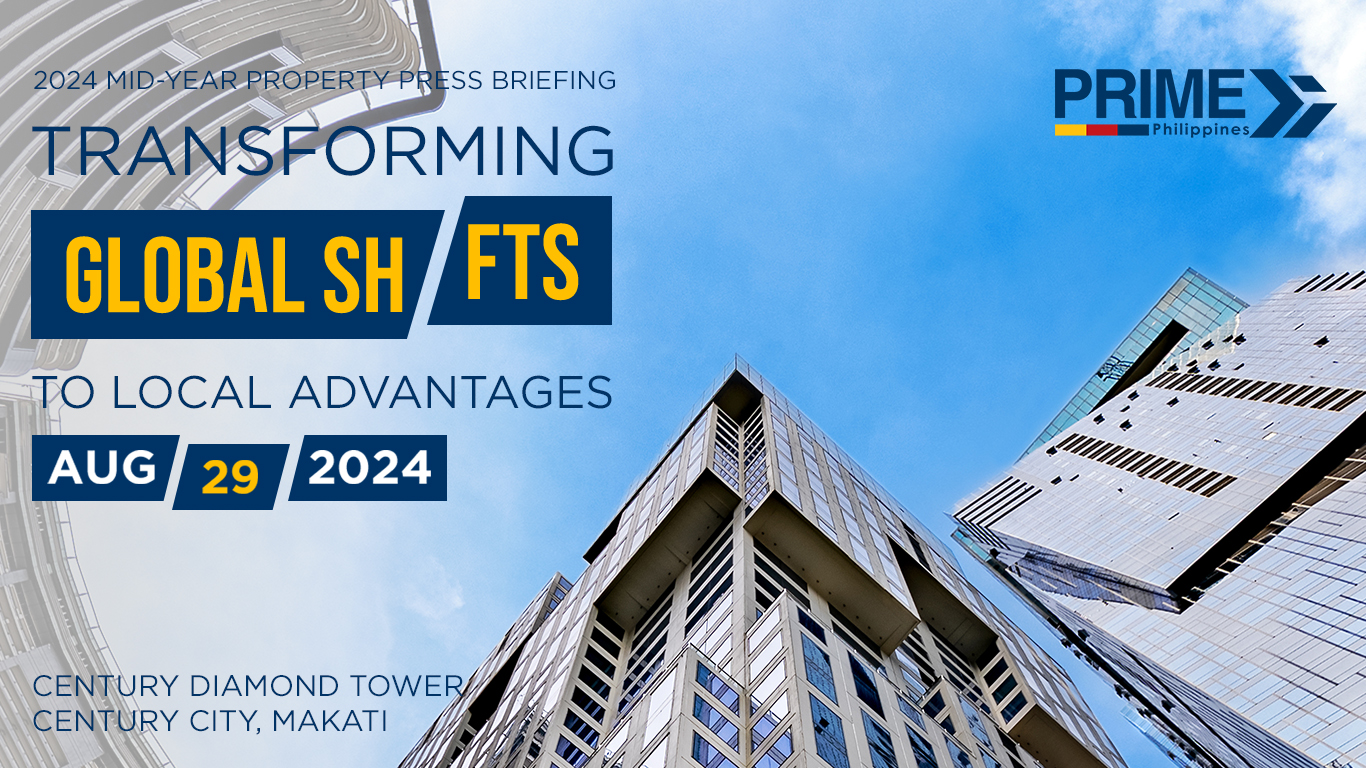 2024 MID-YEAR PROPERTY PRESS BRIEFING
PRIME
Philippines
TRANSFORMING
GLOBAL SH/FTS
TO LOCAL ADVANTAGES
AUG 29 2024
CENTURY DIAMOND TOWER
CENTURY CITY, MAKATI